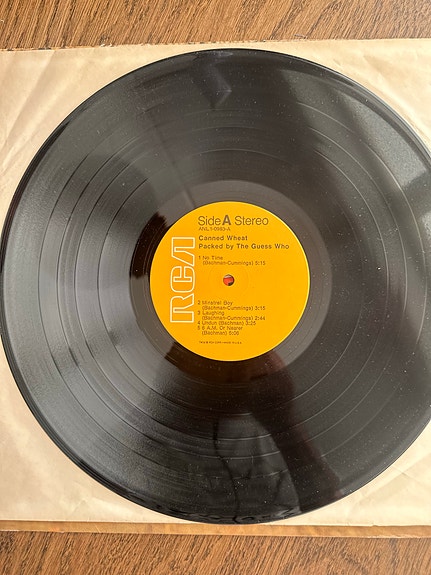 RCA
Side A Stereo
ANL1-0983-A
Canned Wheat
Packed by The Guess Who
1 No Time
(Bachman-Cummings) 5:15
2 Minstrel Boy
(Bachman-Cummings) 3:15
3 Laughing
(Bachman-Cummings) 2:44
4 Undun (Bachman) 3:25
5 6 A.M. Or Nearer
(Bachman) 5:06